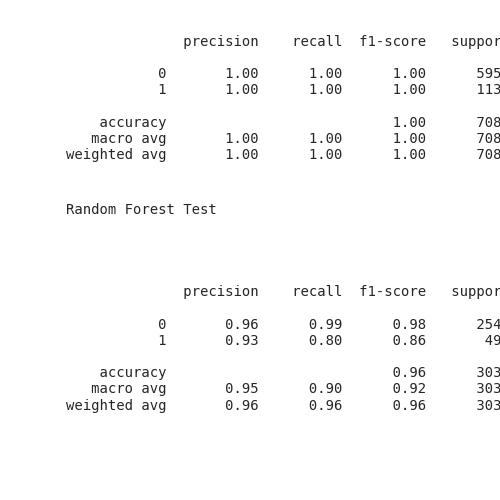 precision recall f1-score suppor
0 1.00 1.00 1.00 595
1 1.00 1.00 1.00 113
accuracy 1.00 708
macro avg 1.00 1.00 1.00 708
weighted avg 1.00 1.00 1.00 708
Random Forest Test
precision recall f1-score suppor
0 0.96 0.99 0.98 254
1 0.93 0.80 0.86 49
accuracy 0.96 303
macro avg 0.95 0.90 0.92 303
weighted avg 0.96 0.96 0.96 303